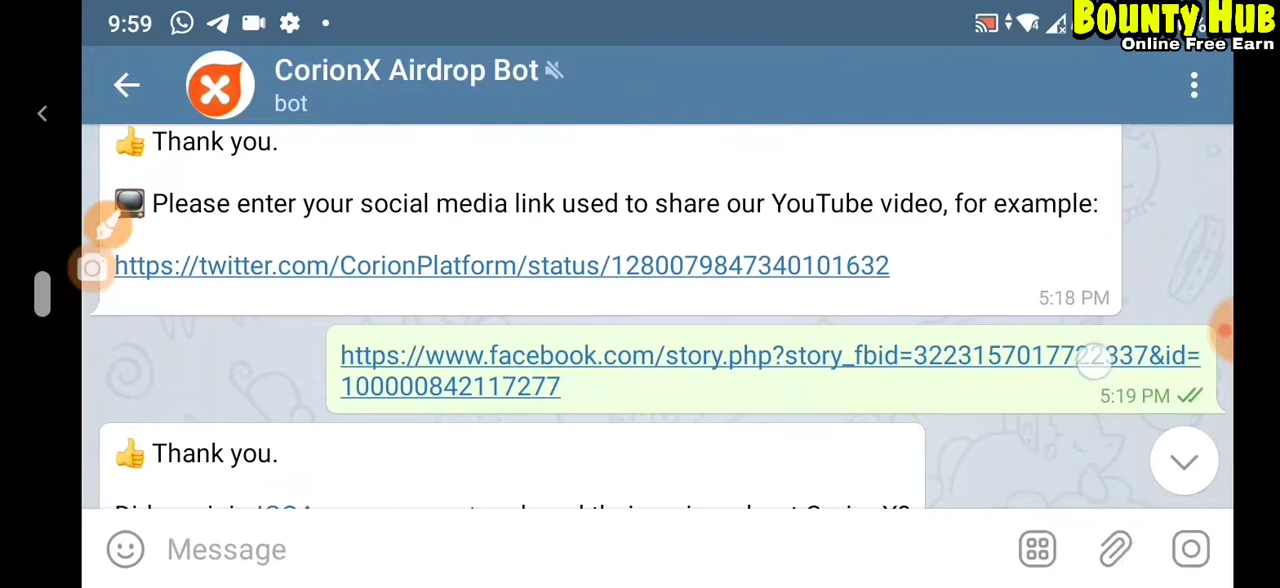 9:59
BOUNTY HUB
Online Free Earn
CorionX Airdrop Bot
bot
👍 Thank you.
📺 Please enter your social media link used to share our YouTube video, for example:
https://twitter.com/CorionPlatform/status/1280079847340101632
5:18 PM
https://www.facebook.com/story.php?story_fbid=3223157017722337&id=
100000842117277
5:19 PM
👍 Thank you.
Message